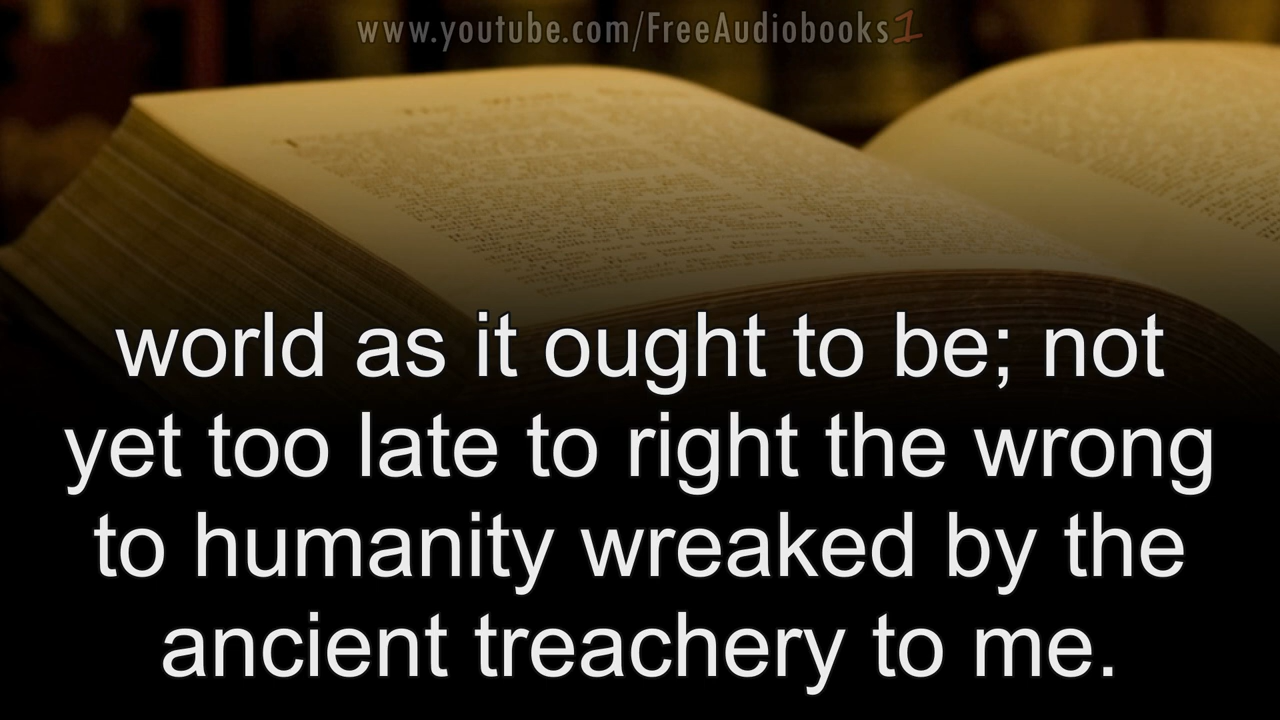 www.youtube.com/FreeAudiobooks1
world as it ought to be; not
yet too late to right the wrong
to humanity wreaked by the
ancient treachery to me.